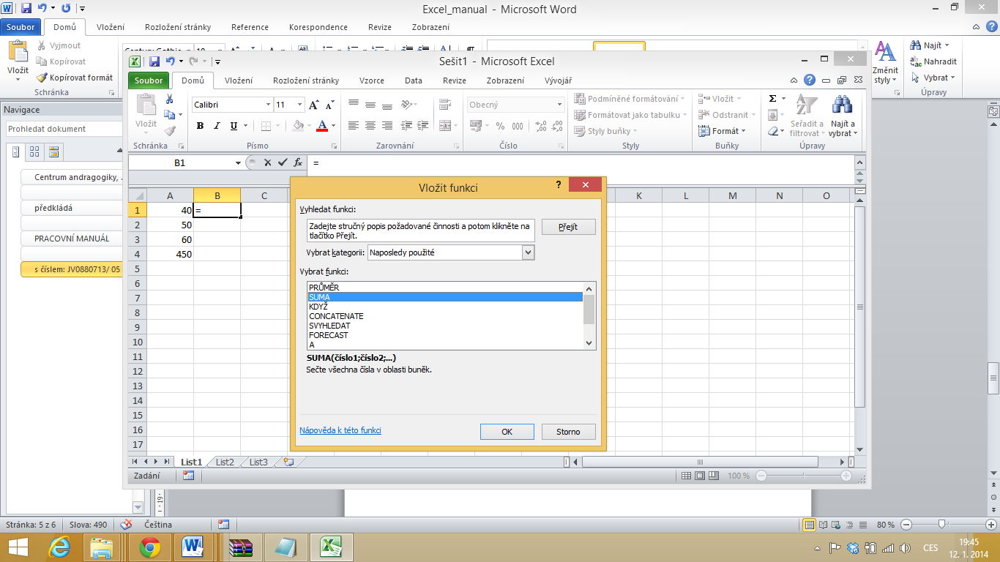 Excel_manual - Microsoft Word
Soubor Domů Vložení Rozložení stránky Reference Korespondence Revize Zobrazení
Vložit
Vyjmout
Kopírovat
Kopírovat formát
Schránka
Změnit styly
Najít
Nahradit
Vybrat
Úpravy
Navigace
Prohledat dokument
Centrum andragogiky, .
předkládá
PRACOVNÍ MANUÁL
s číslem: JV0880713/ 05
Sešit1 - Microsoft Excel
Soubor Domů Vložení Rozložení stránky Vzorce Data Revize Zobrazení Vývojář
Vložit
Schránka
Calibri 11
B I U A
Písmo
Zarovnání
Obecný
% 000
Číslo
Podmíněné formátování
Formátovat jako tabulku
Styly buňky
Styly
Vložit
Odstranit
Formát
Buňky
Σ
Seřadit a filtrovat
Najít a vybrat
Úpravy
B1 fx =
A B C K L M N O
1 40 =
2 50
3 60
4 450
5
6
7
8
9
10
11
12
13
14
15
16
17
Vložit funkci
Vyhledat funkci:
Zadejte stručný popis požadované činnosti a potom klikněte na
tlačítko Přejít.
Přejít
Vybrat kategorii: Naposledy použité
Vybrat funkci:
PRŮMĚR
SUMA
KDYŽ
CONCATENATE
SVYHLEDAT
FORECAST
A
SUMA(číslo1;číslo2;...)
Sečte všechna čísla v oblasti buněk.
Nápověda k této funkci
OK Storno
List1 List2 List3
Zadání 100 %
Stránka: 5 z 6 Slova: 490 Čeština 80 %
CES
19:45
12. 1. 2014